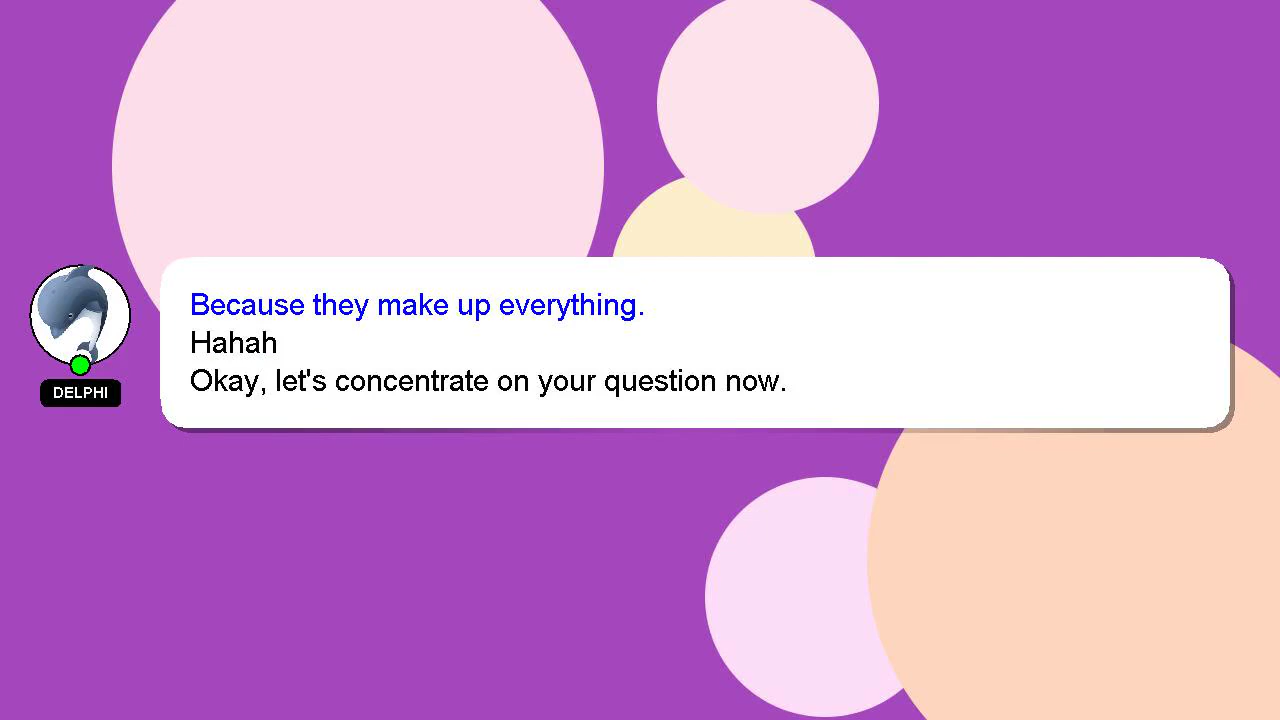 Because they make up everything.
Hahah
Okay, let's concentrate on your question now.
DELPHI